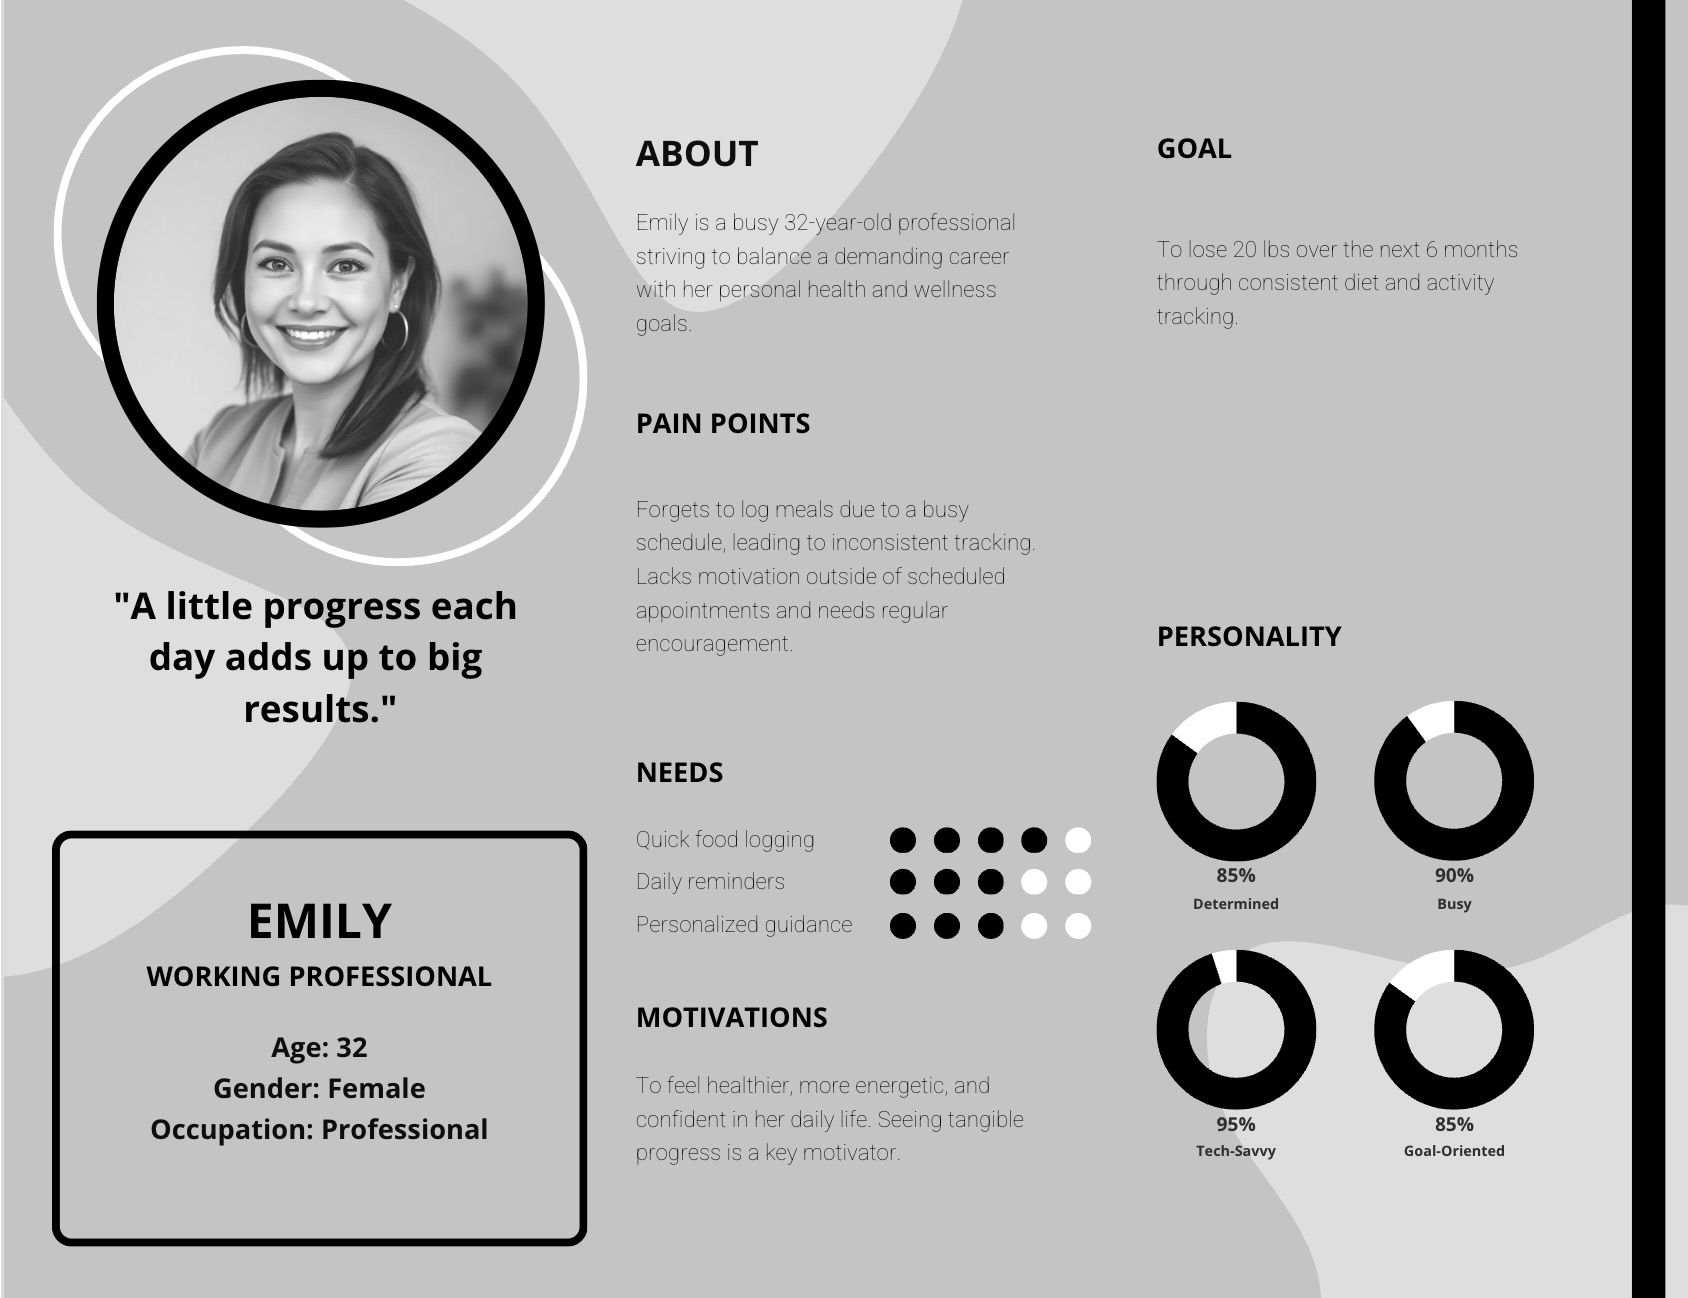 "A little progress each
day adds up to big
results."
EMILY
WORKING PROFESSIONAL
Age: 32
Gender: Female
Occupation: Professional
ABOUT
Emily is a busy 32-year-old professional
striving to balance a demanding career
with her personal health and wellness
goals.
PAIN POINTS
Forgets to log meals due to a busy
schedule, leading to inconsistent tracking.
Lacks motivation outside of scheduled
appointments and needs regular
encouragement.
NEEDS
Quick food logging
Daily reminders
Personalized guidance
MOTIVATIONS
To feel healthier, more energetic, and
confident in her daily life. Seeing tangible
progress is a key motivator.
GOAL
To lose 20 lbs over the next 6 months
through consistent diet and activity
tracking.
PERSONALITY
85%
Determined
90%
Busy
95%
Tech-Savvy
85%
Goal-Oriented